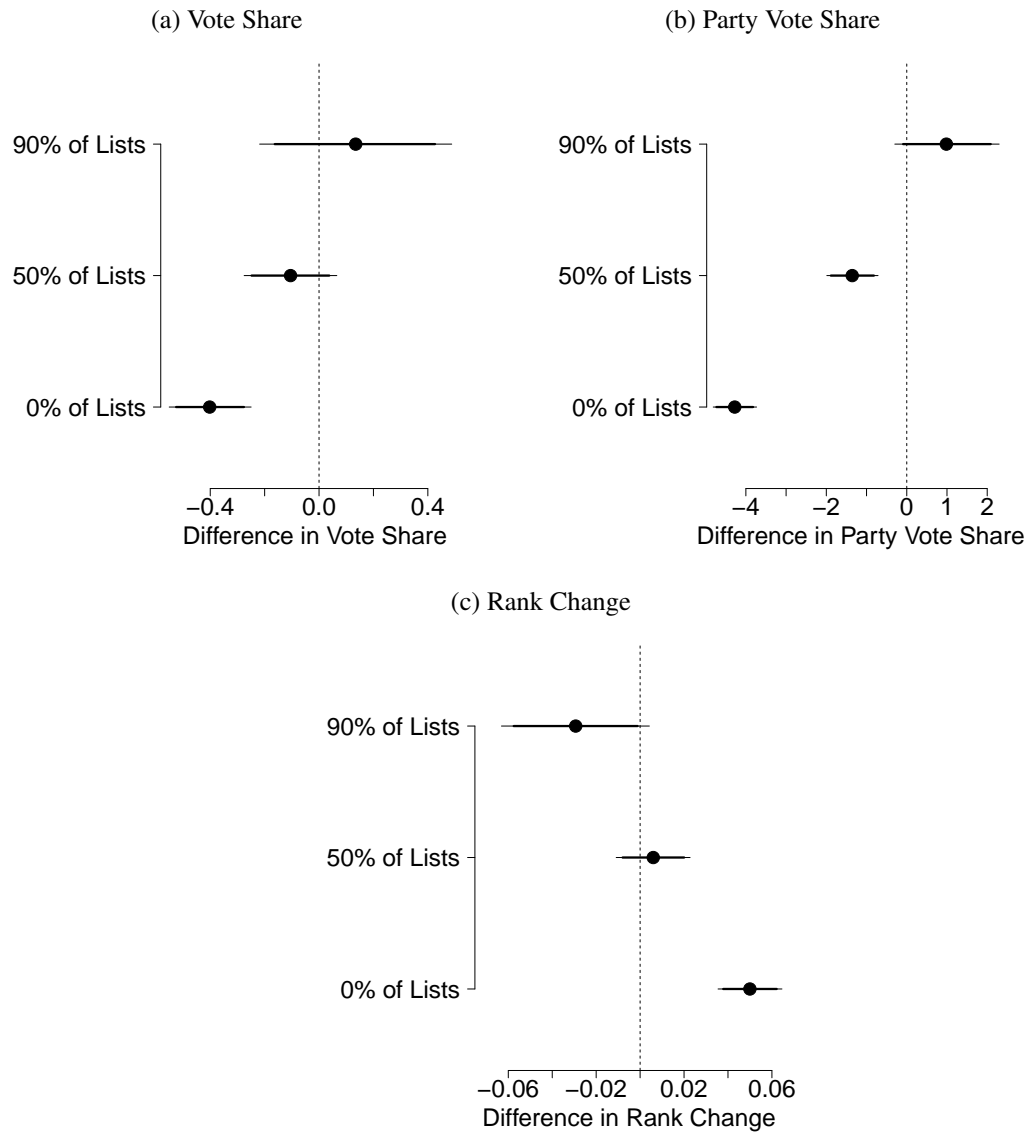 (a) Vote Share
90% of Lists
50% of Lists
0% of Lists
−0.4 0.0 0.4
Difference in Vote Share
(b) Party Vote Share
90% of Lists
50% of Lists
0% of Lists
−4 −2 0 1 2
Difference in Party Vote Share
(c) Rank Change
90% of Lists
50% of Lists
0% of Lists
−0.06 −0.02 0.02 0.06
Difference in Rank Change